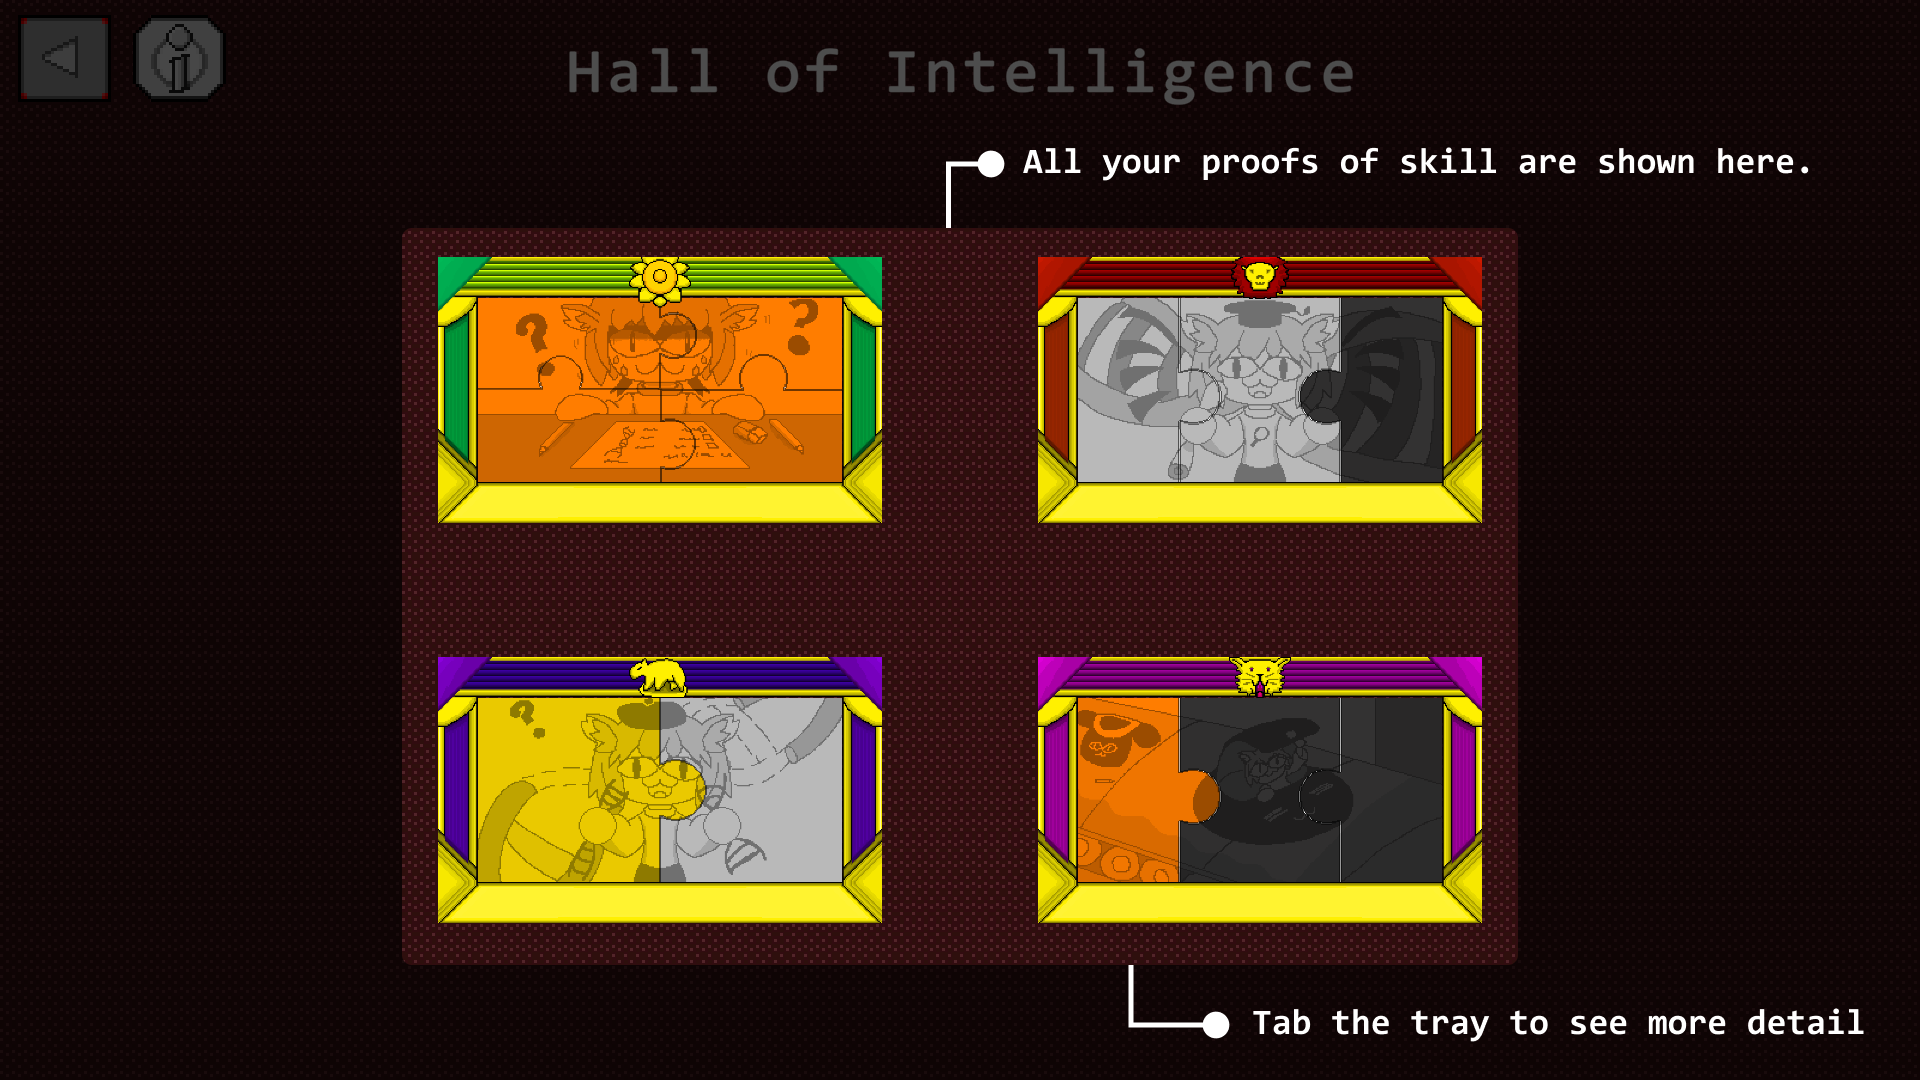 Hall of Intelligence
All your proofs of skill are shown here.
? ?
?
Tab the tray to see more detail